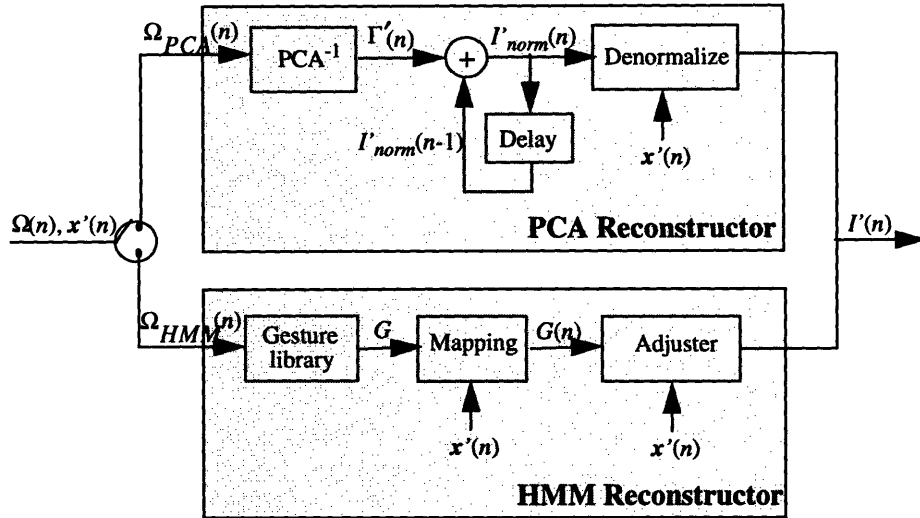 Ω_PCA(n)
PCA⁻¹
Γ'(n)
+
I'_norm(n)
Denormalize
I'_norm(n-1)
Delay
x'(n)
PCA Reconstructor
Ω(n), x'(n)
I'(n)
Ω_HMM(n)
Gesture
library
G
Mapping
G(n)
Adjuster
x'(n)
x'(n)
HMM Reconstructor